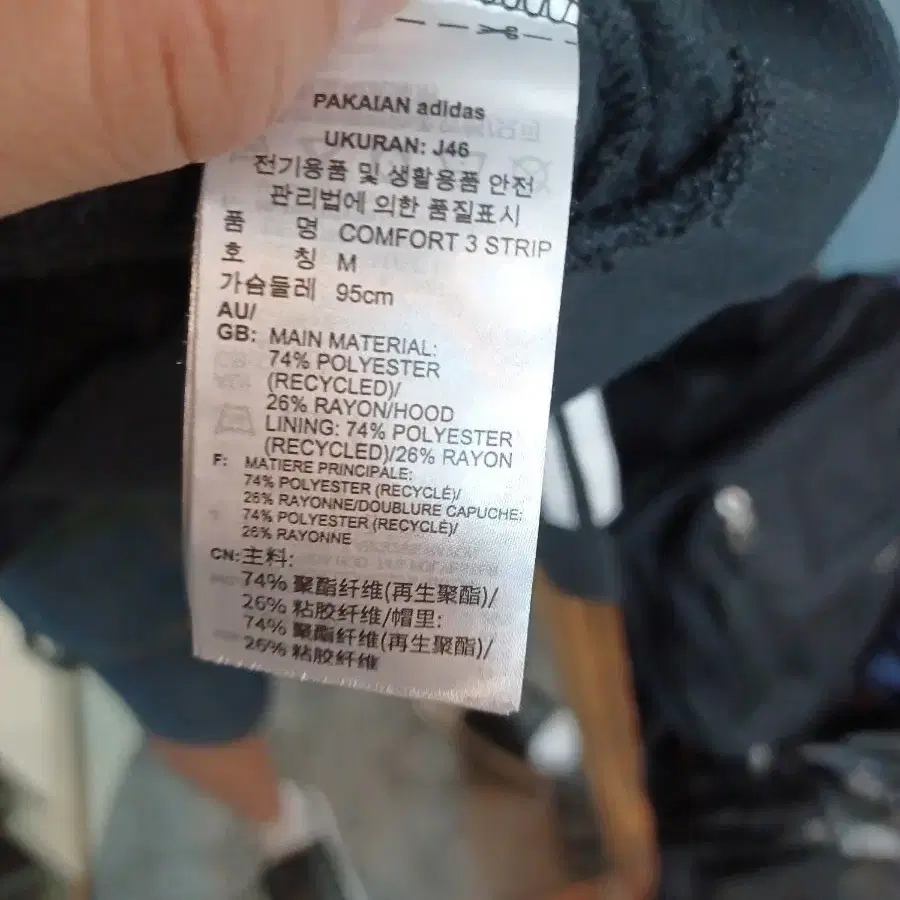 PAKAIAN adidas
UKURAN: J46
전기용품 및 생활용품 안전
관리법에 의한 품질표시
품 명 COMFORT 3 STRIP
호 칭 M
가슴둘레 95cm
AU/
GB: MAIN MATERIAL:
74% POLYESTER
(RECYCLED)/
26% RAYON/HOOD
LINING: 74% POLYESTER
(RECYCLED)/26% RAYON
F: MATIERE PRINCIPALE:
74% POLYESTER (RECYCLÉ)/
26% RAYONNE/DOUBLURE CAPUCHE:
74% POLYESTER (RECYCLÉ)/
26% RAYONNE
CN:主料:
74% 聚酯纤维(再生聚酯)/
26% 粘胶纤维/帽里:
74% 聚酯纤维(再生聚酯)/
26% 粘胶纤维